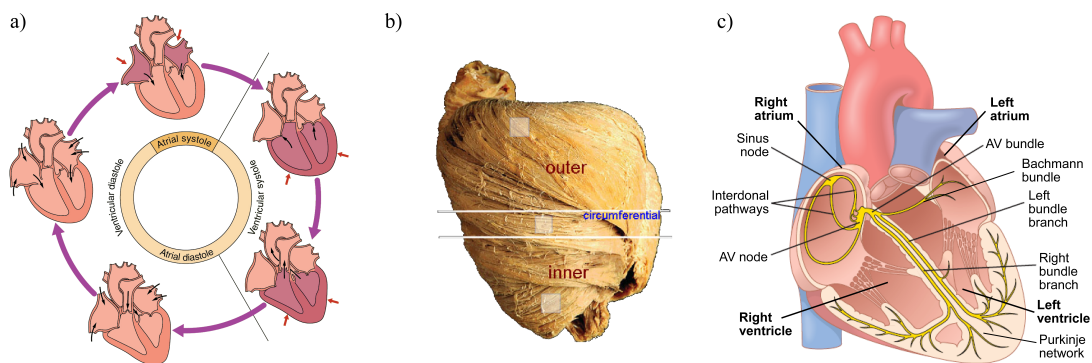 a)
Atrial systole
Ventricular systole
Atrial diastole
Ventricular diastole
b)
outer
circumferential
inner
c)
Right
atrium
Sinus
node
Interdonal
pathways
AV node
Right
ventricle
Left
atrium
AV bundle
Bachmann
bundle
Left
bundle
branch
Right
bundle
branch
Left
ventricle
Purkinje
network